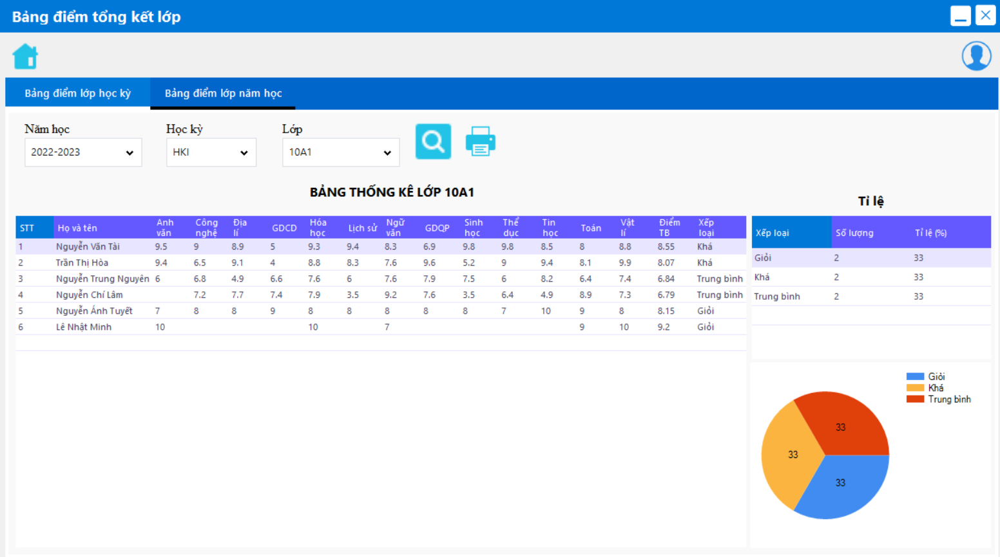 Bảng điểm tổng kết lớp
Bảng điểm lớp học kỳ Bảng điểm lớp năm học
Năm học Học kỳ Lớp
2022-2023 HKI 10A1
BẢNG THỐNG KÊ LỚP 10A1
STT Họ và tên Anh văn Công nghệ Địa lí GDCD Hóa học Lịch sử Ngữ văn GDQP Sinh học Thể dục Tin học Toán Vật lí Điểm TB Xếp loại
1 Nguyễn Văn Tài 9.5 9 8.9 5 9.3 9.4 8.3 6.9 9.8 9.8 8.5 8 8.8 8.55 Khá
2 Trần Thị Hòa 9.4 6.5 9.1 4 8.8 8.3 7.6 9.6 5.2 9 9.4 8.1 9.9 8.07 Khá
3 Nguyễn Trung Nguyên 6 6.8 4.9 6.6 7.6 6 7.6 7.9 7.5 6 8.2 6.4 7.4 6.84 Trung bình
4 Nguyễn Chí Lâm 7.2 7.7 7.4 7.9 3.5 9.2 7.6 3.5 6.4 4.9 8.9 7.3 6.79 Trung bình
5 Nguyễn Ánh Tuyết 7 8 8 9 8 8 8 8 8 7 10 9 8 8.15 Giỏi
6 Lê Nhật Minh 10 10 7 9 10 9.2 Giỏi
Tỉ lệ
Xếp loại Số lượng Tỉ lệ (%)
Giỏi 2 33
Khá 2 33
Trung bình 2 33
Giỏi
Khá
Trung bình
33
33
33